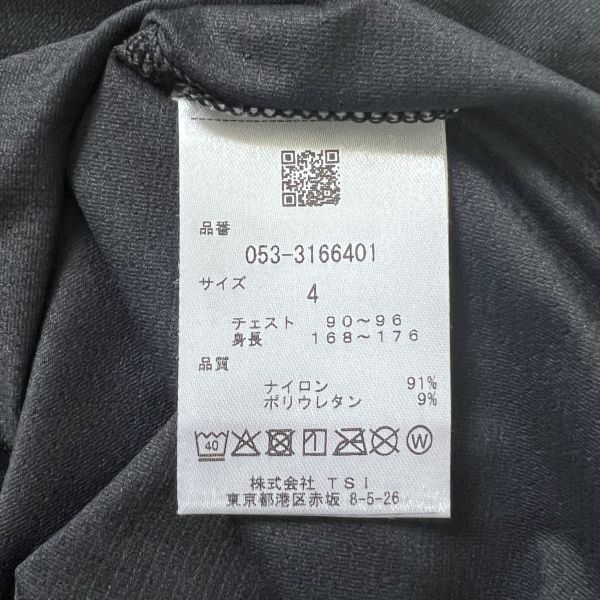 品番
053-3166401
サイズ
4
チェスト 90〜96
身長 168〜176
品質
ナイロン 91%
ポリウレタン 9%
40 W
株式会社 TSI
東京都港区赤坂 8-5-26